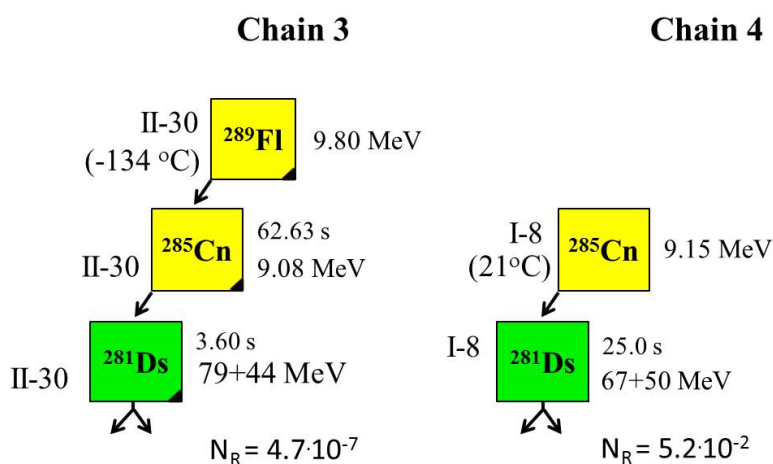 Chain 3
Chain 4
II-30
(-134 °C)
²⁸⁹Fl
9.80 MeV
II-30
²⁸⁵Cn
62.63 s
9.08 MeV
I-8
(21°C)
²⁸⁵Cn
9.15 MeV
II-30
²⁸¹Ds
3.60 s
79+44 MeV
I-8
²⁸¹Ds
25.0 s
67+50 MeV
N_R = 4.7·10⁻⁷
N_R = 5.2·10⁻²